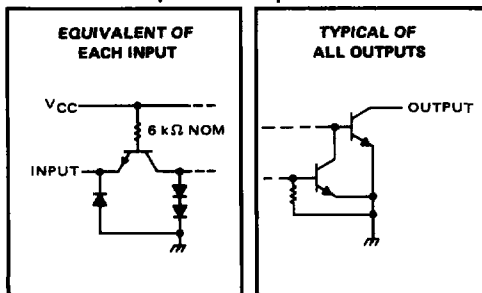 EQUIVALENT OF
EACH INPUT
VCC
6 kΩ NOM
INPUT
TYPICAL OF
ALL OUTPUTS
OUTPUT